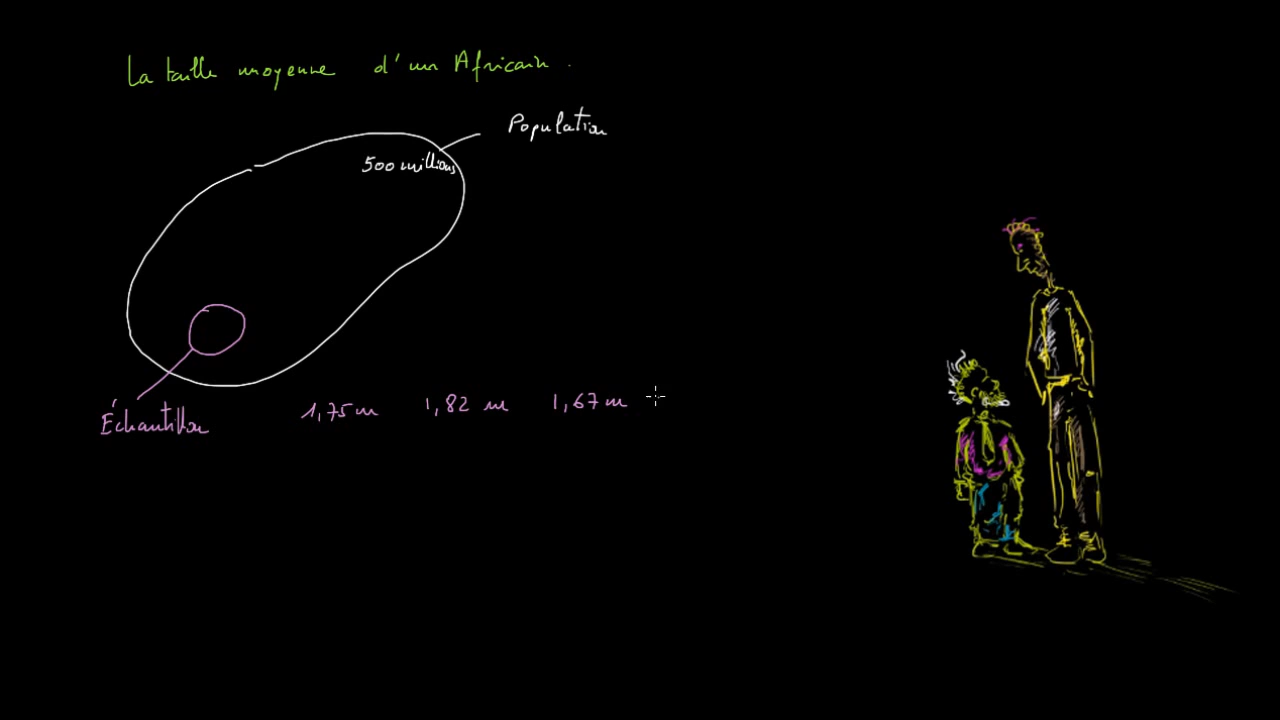 La taille moyenne d'un Africain.
Population
500 millions
Échantillon 1,75 m 1,82 m 1,67 m